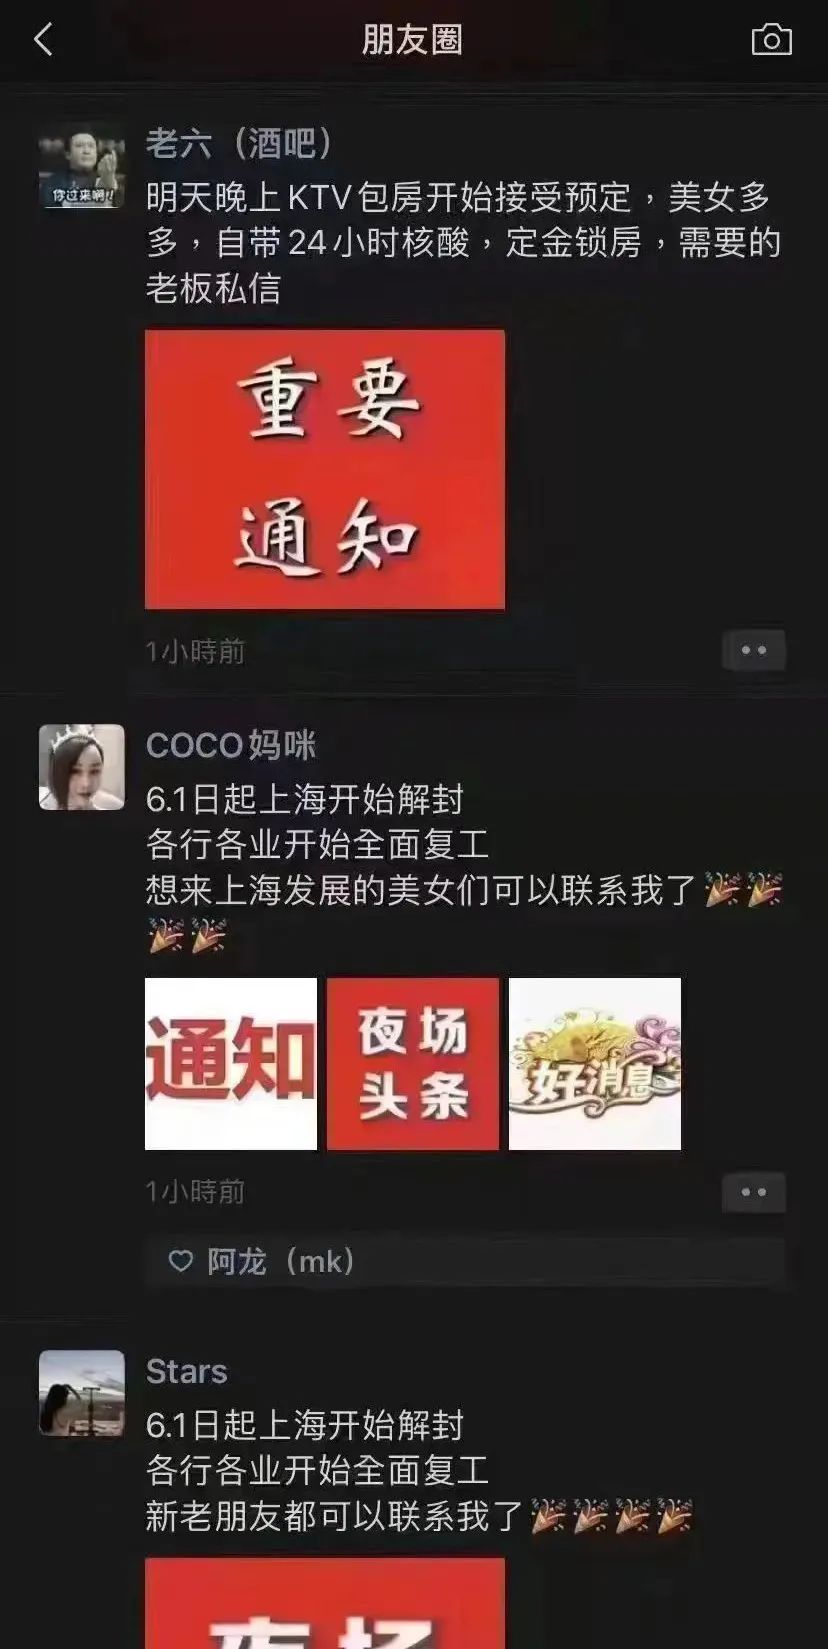 朋友圈
老六（酒吧）
你过来啊!!
明天晚上KTV包房开始接受预定，美女多
多，自带24小时核酸，定金锁房，需要的
老板私信
重要
通知
1小時前
COCO妈咪
6.1日起上海开始解封
各行各业开始全面复工
想来上海发展的美女们可以联系我了🎉🎉
🎉🎉
通知
夜场
头条
好消息
1小時前
阿龙（mk）
Stars
6.1日起上海开始解封
各行各业开始全面复工
新老朋友都可以联系我了🎉🎉🎉🎉
夜场